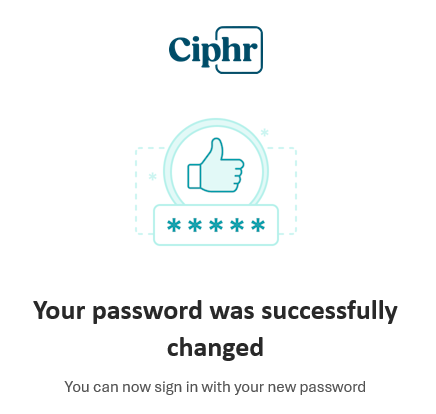 Ciphr
*****
Your password was successfully
changed
You can now sign in with your new password